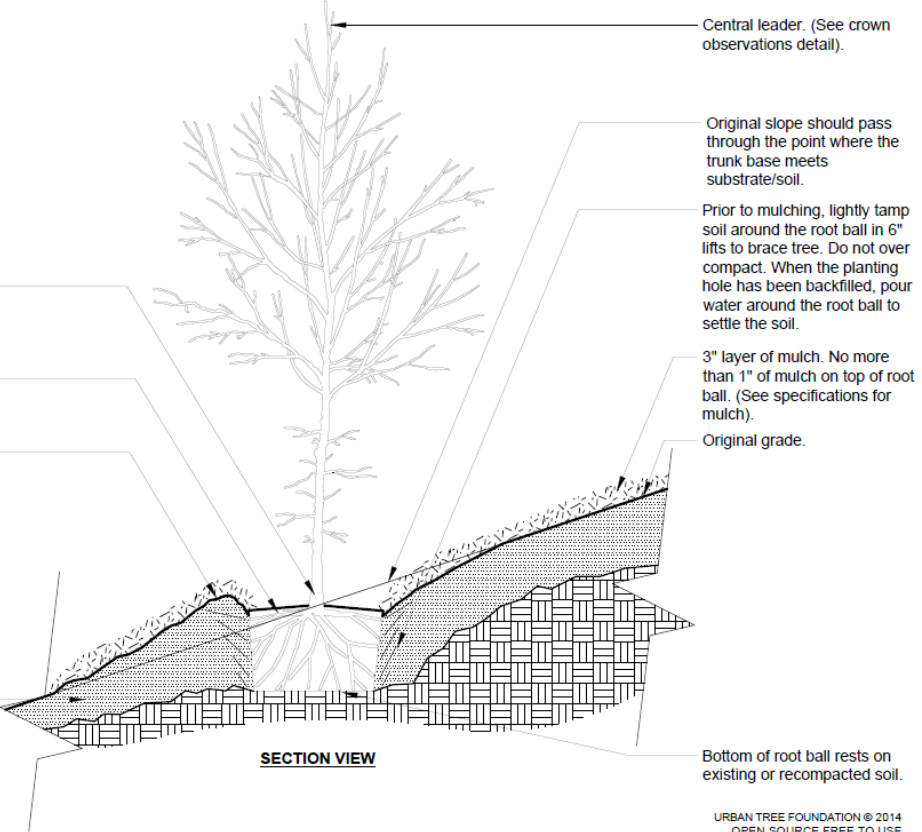 Central leader. (See crown
observations detail).
Original slope should pass
through the point where the
trunk base meets
substrate/soil.
Prior to mulching, lightly tamp
soil around the root ball in 6"
lifts to brace tree. Do not over
compact. When the planting
hole has been backfilled, pour
water around the root ball to
settle the soil.
3" layer of mulch. No more
than 1" of mulch on top of root
ball. (See specifications for
mulch).
Original grade.
SECTION VIEW
Bottom of root ball rests on
existing or recompacted soil.
URBAN TREE FOUNDATION © 2014
OPEN SOURCE FREE TO USE